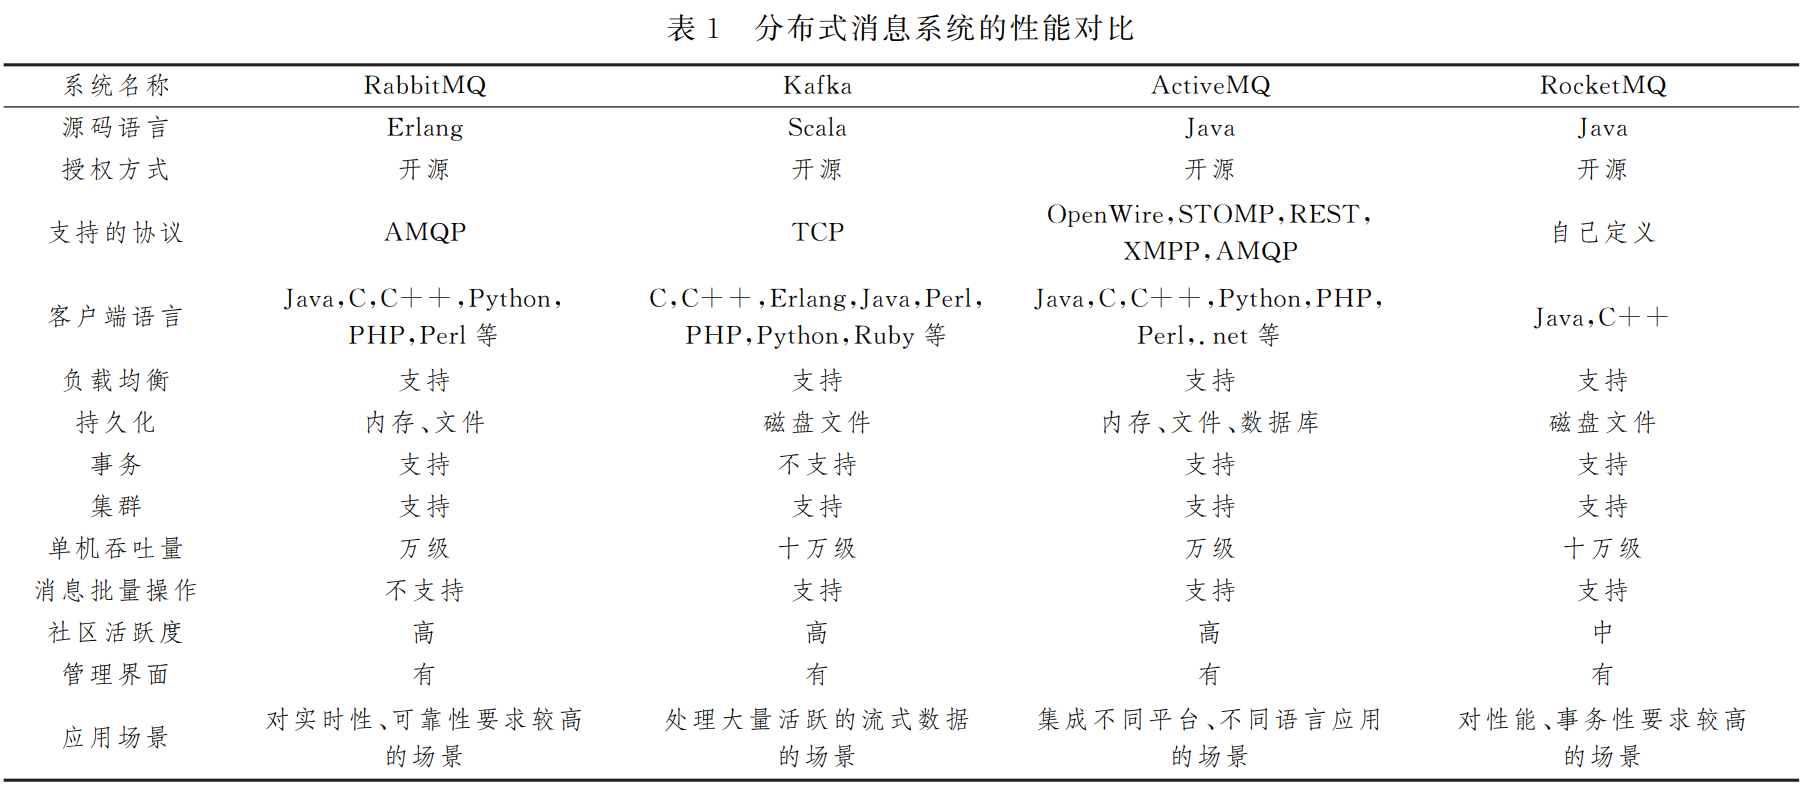 表1 分布式消息系统的性能对比
系统名称 RabbitMQ Kafka ActiveMQ RocketMQ
源码语言 Erlang Scala Java Java
授权方式 开源 开源 开源 开源
支持的协议 AMQP TCP OpenWire,STOMP,REST, XMPP,AMQP 自己定义
客户端语言 Java,C,C++,Python, PHP,Perl等 C,C++,Erlang,Java,Perl, PHP,Python,Ruby等 Java,C,C++,Python,PHP, Perl,.net等 Java,C++
负载均衡 支持 支持 支持 支持
持久化 内存、文件 磁盘文件 内存、文件、数据库 磁盘文件
事务 支持 不支持 支持 支持
集群 支持 支持 支持 支持
单机吞吐量 万级 十万级 万级 十万级
消息批量操作 不支持 支持 支持 支持
社区活跃度 高 高 高 中
管理界面 有 有 有 有
应用场景 对实时性、可靠性要求较高的场景 处理大量活跃的流式数据的场景 集成不同平台、不同语言应用的场景 对性能、事务性要求较高的场景